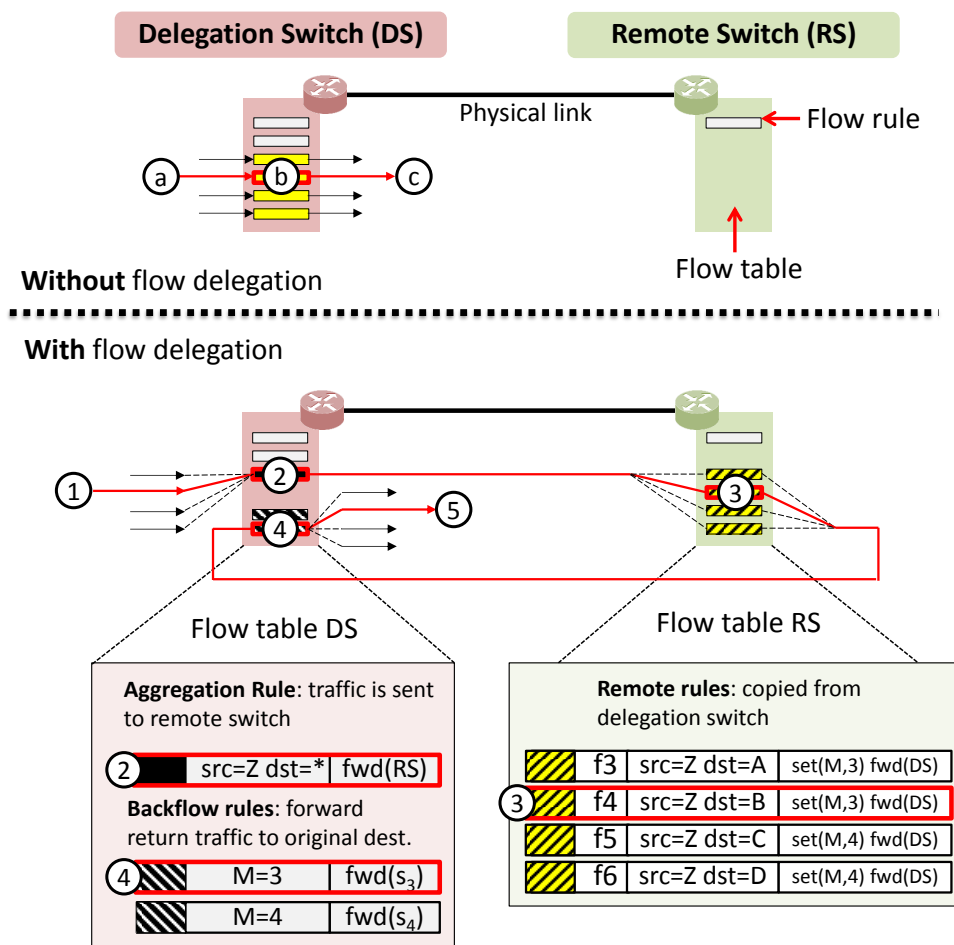 Delegation Switch (DS)
Remote Switch (RS)
Physical link
Flow rule
a
b
c
Flow table
Without flow delegation
With flow delegation
1
2
3
4
5
Flow table DS
Flow table RS
Aggregation Rule: traffic is sent
to remote switch
2 src=Z dst=* fwd(RS)
Backflow rules: forward
return traffic to original dest.
4 M=3 fwd(s3)
M=4 fwd(s4)
Remote rules: copied from
delegation switch
f3 src=Z dst=A set(M,3) fwd(DS)
3 f4 src=Z dst=B set(M,3) fwd(DS)
f5 src=Z dst=C set(M,4) fwd(DS)
f6 src=Z dst=D set(M,4) fwd(DS)